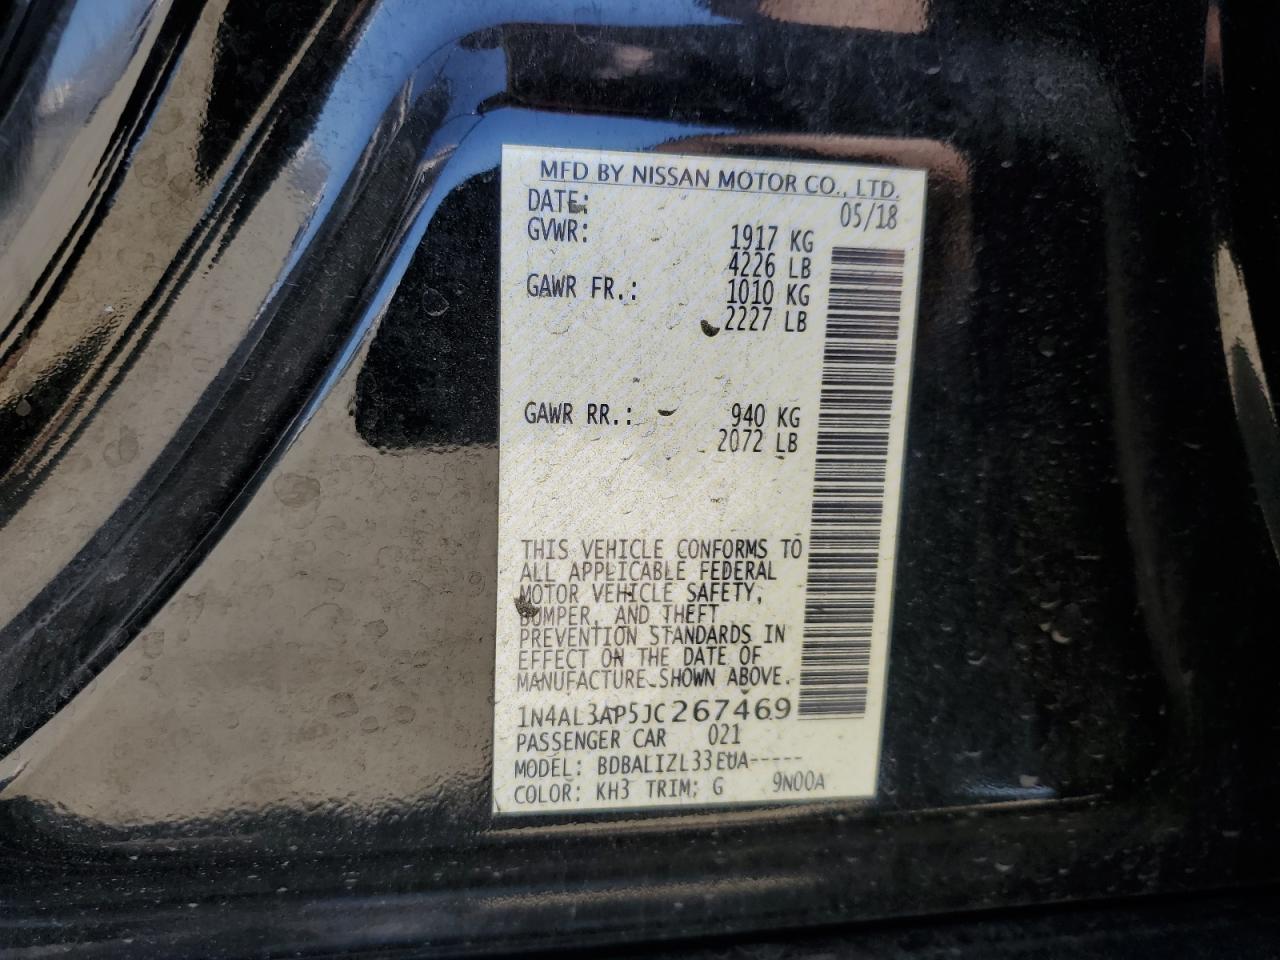 MFD BY NISSAN MOTOR CO., LTD.
DATE: 05/18
GVWR: 1917 KG
4226 LB
GAWR FR.: 1010 KG
2227 LB
GAWR RR.: 940 KG
2072 LB
THIS VEHICLE CONFORMS TO
ALL APPLICABLE FEDERAL
MOTOR VEHICLE SAFETY,
BUMPER, AND THEFT
PREVENTION STANDARDS IN
EFFECT ON THE DATE OF
MANUFACTURE SHOWN ABOVE.
1N4AL3AP5JC267469
PASSENGER CAR 021
MODEL: BDBALIZL33EUA-----
COLOR: KH3 TRIM: G 9N00A